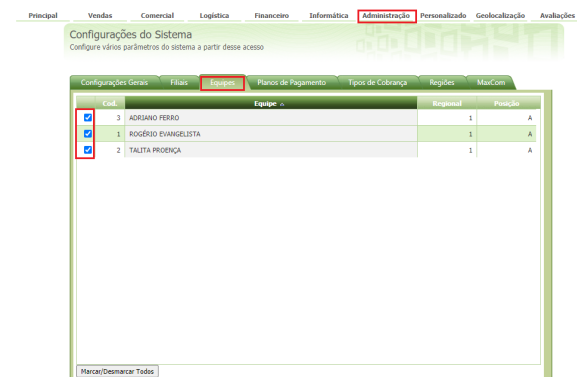 Principal Vendas Comercial Logística Financeiro Informática Administração Personalizado Geolocalização Avaliações
Configurações do Sistema
Configure vários parâmetros do sistema a partir desse acesso
Configurações Gerais Filiais Equipes Planos de Pagamento Tipos de Cobrança Regiões MaxCom
Cod. Equipe Regional Posição
3 ADRIANO FERRO 1 A
1 ROGÉRIO EVANGELISTA 1 A
2 TALITA PROENÇA 1 A
Marcar/Desmarcar Todos